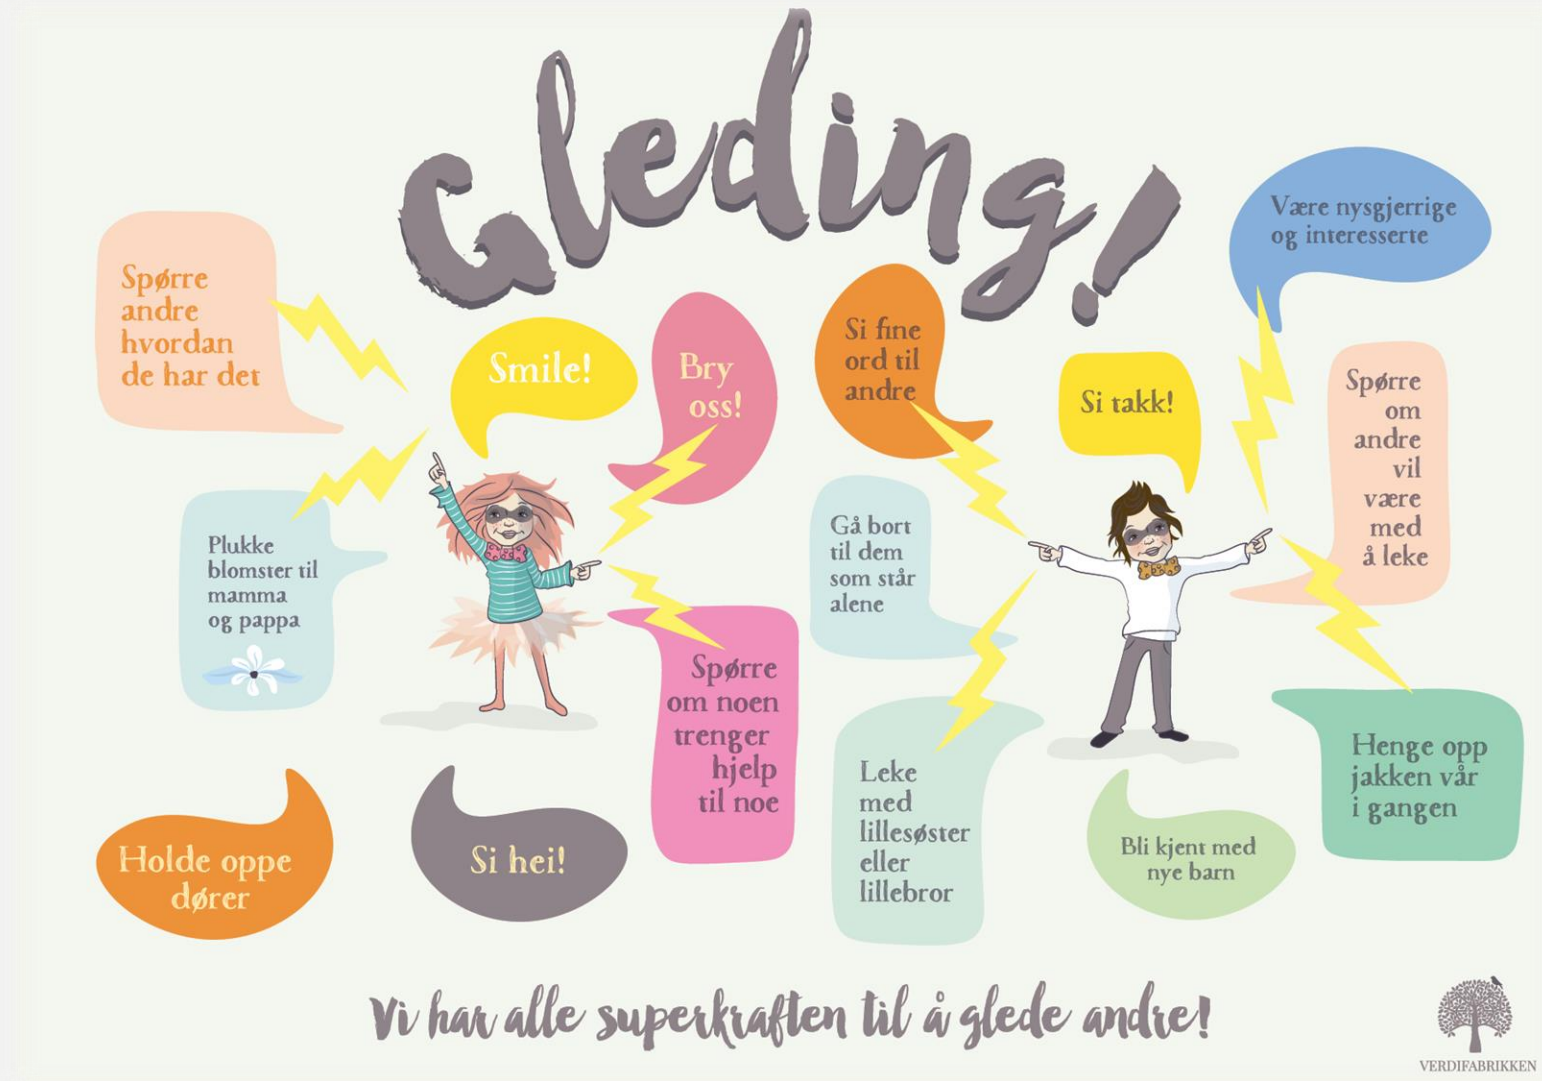 Gleding!
Være nysgjerrige
og interesserte
Spørre
andre
hvordan
de har det
Smile!
Bry
oss!
Si fine
ord til
andre
Si takk!
Spørre
om
andre
vil
være
med
å leke
Plukke
blomster til
mamma
og pappa
Gå bort
til dem
som står
alene
Spørre
om noen
trenger
hjelp
til noe
Leke
med
lillesøster
eller
lillebror
Henge opp
jakken vår
i gangen
Holde oppe
dører
Si hei!
Bli kjent med
nye barn
Vi har alle superkraften til å glede andre!
VERDIFABRIKKEN